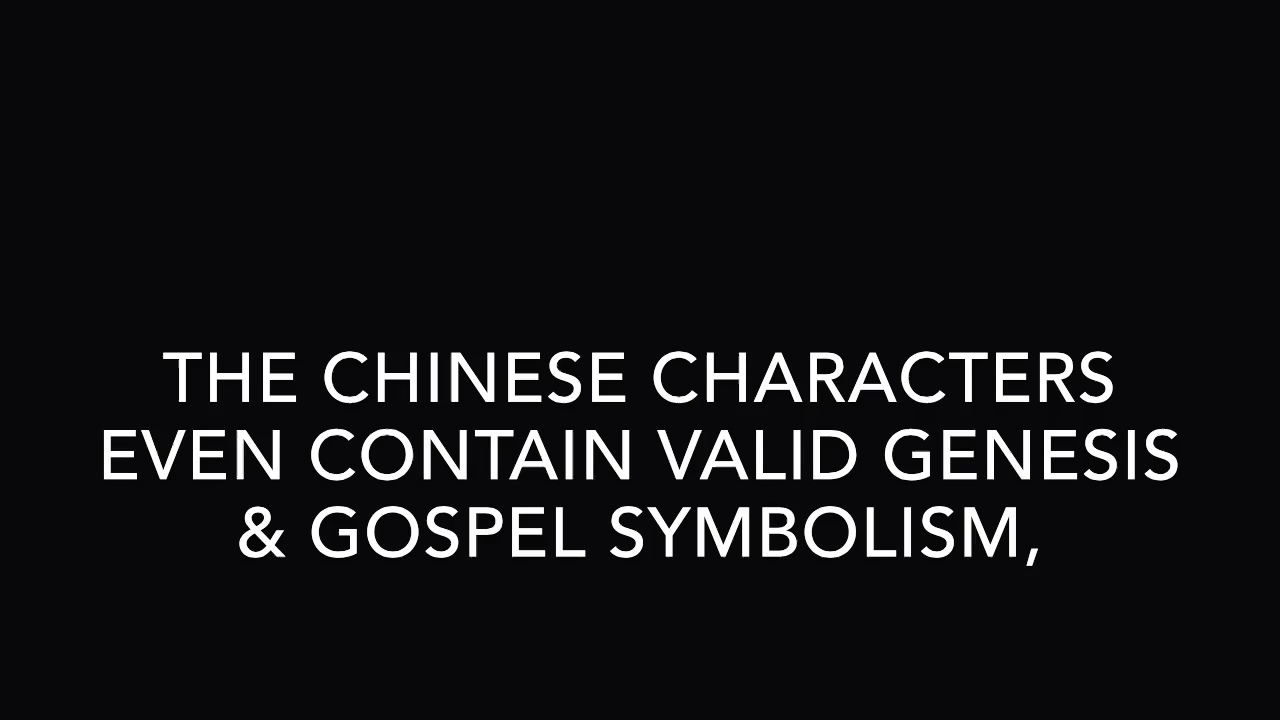 THE CHINESE CHARACTERS
EVEN CONTAIN VALID GENESIS
& GOSPEL SYMBOLISM,